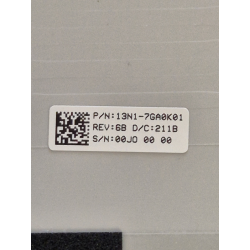 P/N:13N1-7GA0K01
REV:6B D/C:211B
S/N:00J0 00 00